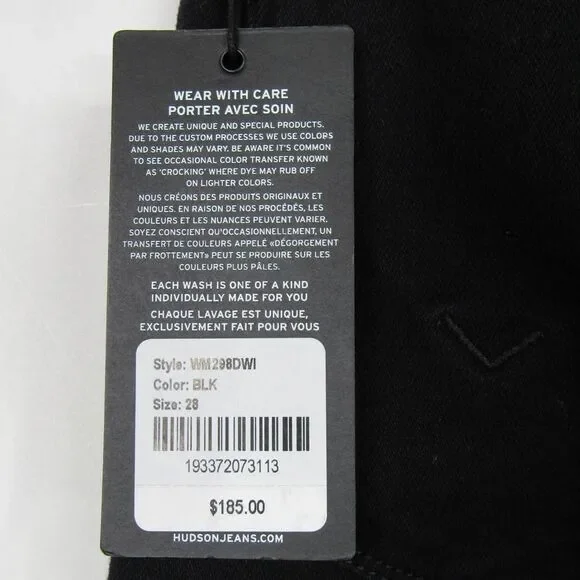 WEAR WITH CARE
PORTER AVEC SOIN
WE CREATE UNIQUE AND SPECIAL PRODUCTS.
DUE TO THE CUSTOM PROCESSES WE USE COLORS
AND SHADES MAY VARY. BE AWARE IT'S COMMON
TO SEE OCCASIONAL COLOR TRANSFER KNOWN
AS 'CROCKING' WHERE DYE MAY RUB OFF
ON LIGHTER COLORS.
NOUS CRÉONS DES PRODUITS ORIGINAUX ET
UNIQUES. EN RAISON DE NOS PROCÉDÉS, LES
COULEURS ET LES NUANCES PEUVENT VARIER.
SOYEZ CONSCIENT QU'OCCASIONNELLEMENT, UN
TRANSFERT DE COULEURS APPELÉ «DÉGORGEMENT
PAR FROTTEMENT» PEUT SE PRODUIRE SUR LES
COULEURS PLUS PÂLES.
EACH WASH IS ONE OF A KIND
INDIVIDUALLY MADE FOR YOU
CHAQUE LAVAGE EST UNIQUE,
EXCLUSIVEMENT FAIT POUR VOUS
Style: WM298DWI
Color: BLK
Size: 28
193372073113
$185.00
HUDSONJEANS.COM